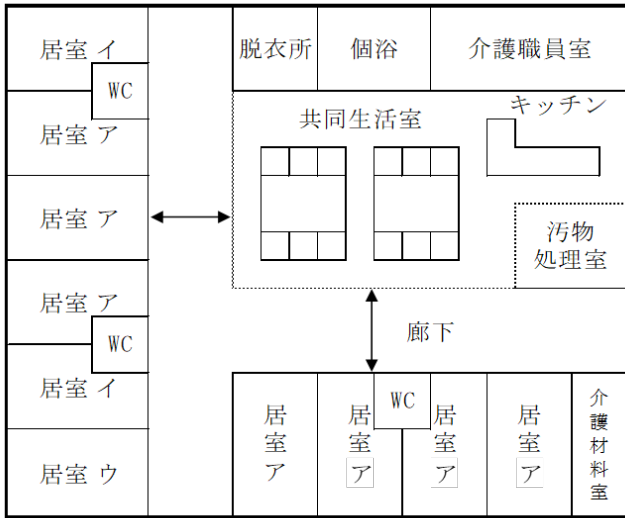 居室 イ
脱衣所
個浴
介護職員室
WC
キッチン
共同生活室
居室 ア
居室 ア
汚物
処理室
居室 ア
WC
廊下
居室 イ
居室 ア
居室 ア
WC
居室 ア
居室 ア
介護材料室
居室 ウ